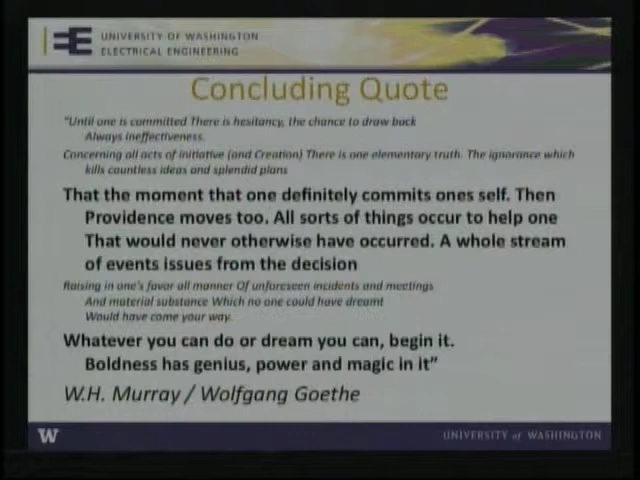 UNIVERSITY OF WASHINGTON
ELECTRICAL ENGINEERING
Concluding Quote
"Until one is committed There is hesitancy, the chance to draw back
Always ineffectiveness.
Concerning all acts of initiative (and Creation) There is one elementary truth. The ignorance which
kills countless ideas and splendid plans
That the moment that one definitely commits ones self. Then
Providence moves too. All sorts of things occur to help one
That would never otherwise have occurred. A whole stream
of events issues from the decision
Raising in one's favor all manner Of unforeseen incidents and meetings
And material substance Which no one could have dreamt
Would have come your way.
Whatever you can do or dream you can, begin it.
Boldness has genius, power and magic in it"
W.H. Murray / Wolfgang Goethe
W
UNIVERSITY of WASHINGTON